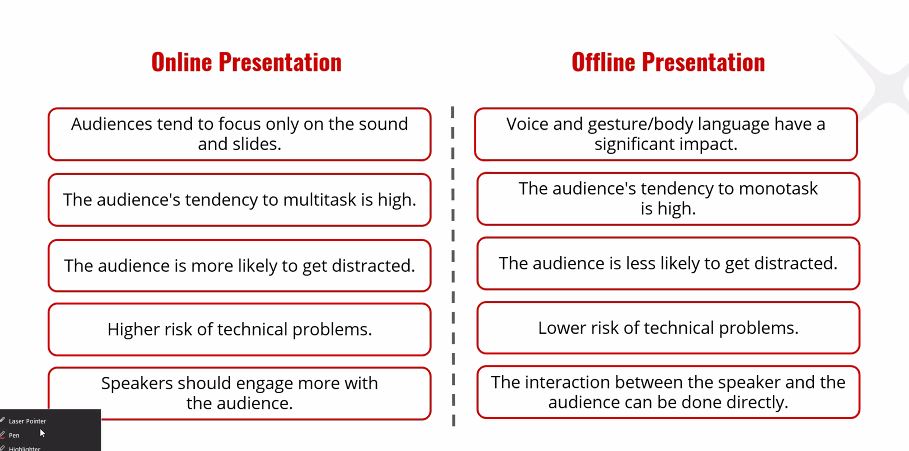 Online Presentation
Audiences tend to focus only on the sound
and slides.
The audience's tendency to multitask is high.
The audience is more likely to get distracted.
Higher risk of technical problems.
Speakers should engage more with
the audience.
Offline Presentation
Voice and gesture/body language have a
significant impact.
The audience's tendency to monotask
is high.
The audience is less likely to get distracted.
Lower risk of technical problems.
The interaction between the speaker and the
audience can be done directly.
Laser Pointer
Pen
Highlighter